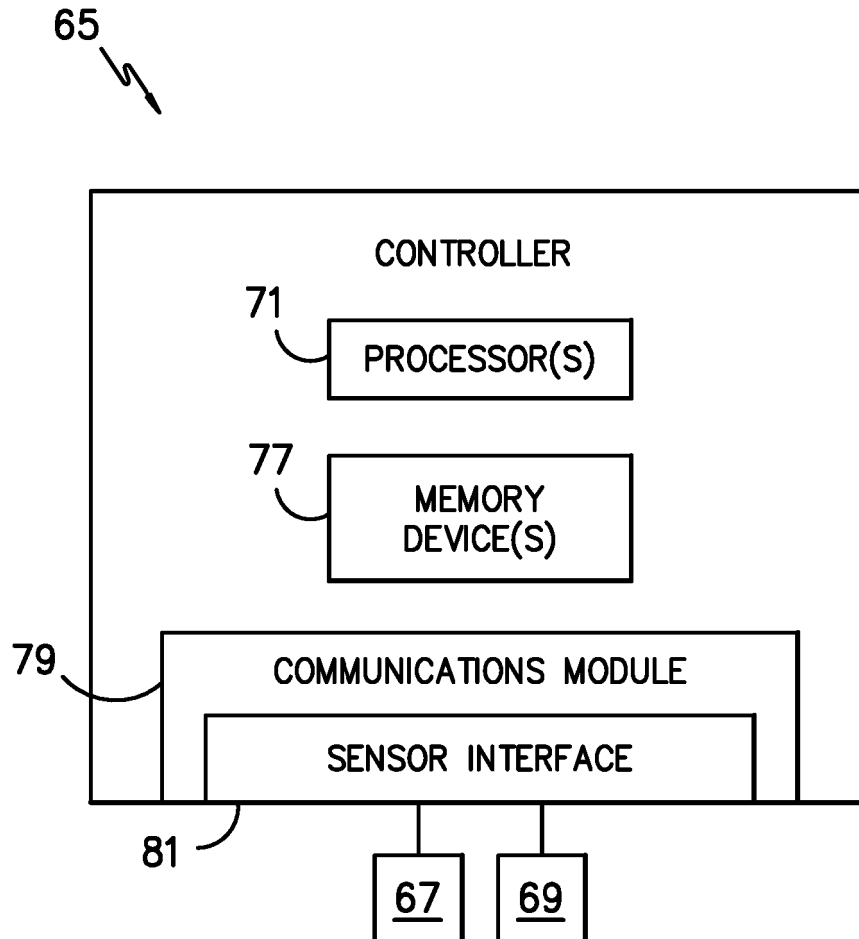 65
CONTROLLER
71
PROCESSOR(S)
77
MEMORY
DEVICE(S)
79
COMMUNICATIONS MODULE
SENSOR INTERFACE
81
67
69